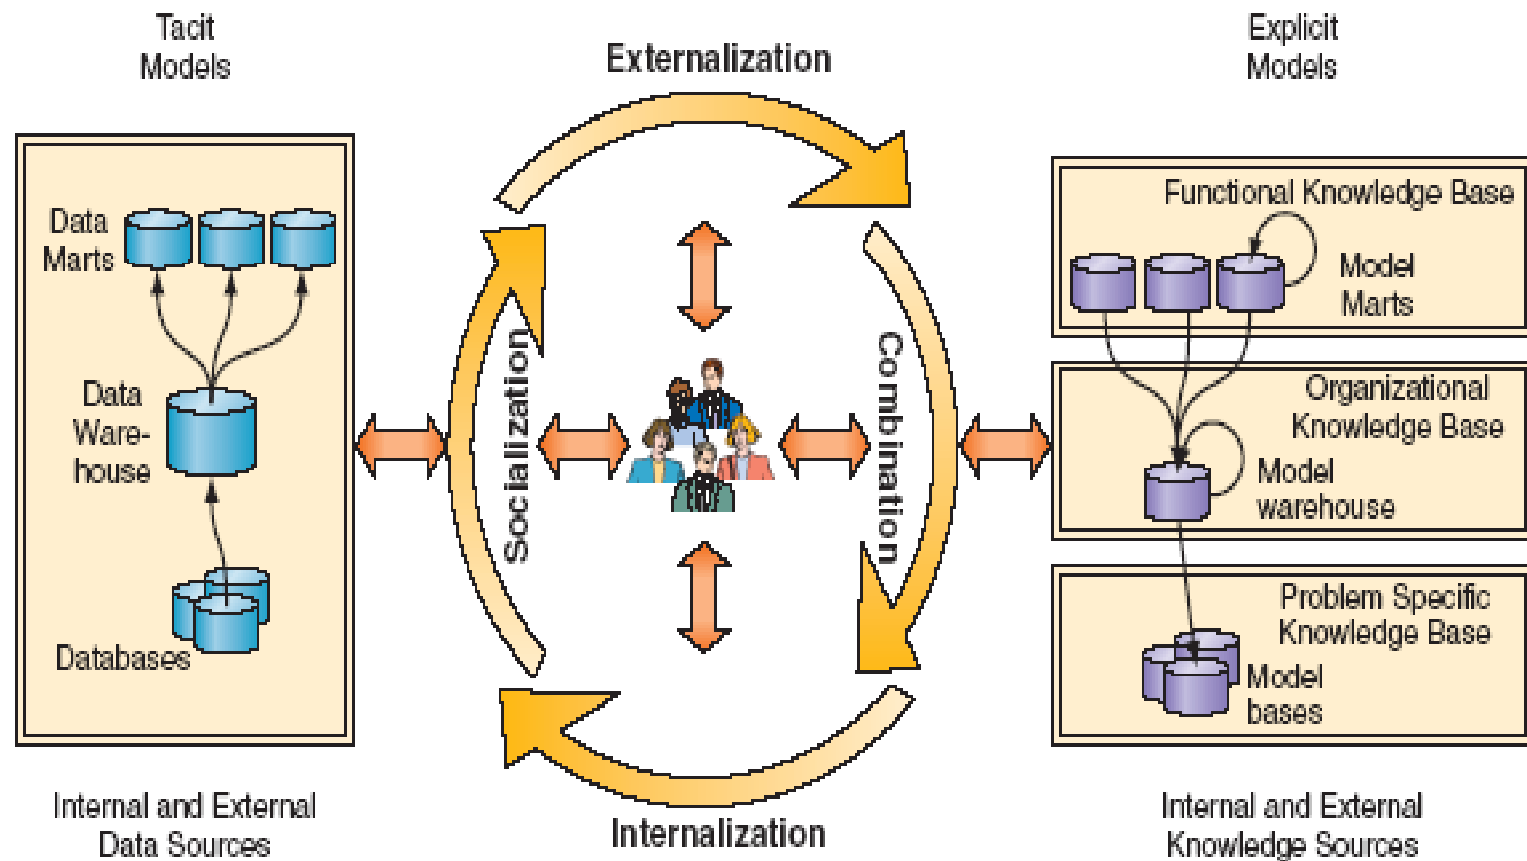 Tacit
Models
Externalization
Explicit
Models
Data
Marts
Data
Ware-
house
Databases
Socialization
Combination
Functional Knowledge Base
Model
Marts
Organizational
Knowledge Base
Model
warehouse
Problem Specific
Knowledge Base
Model
bases
Internal and External
Data Sources
Internalization
Internal and External
Knowledge Sources